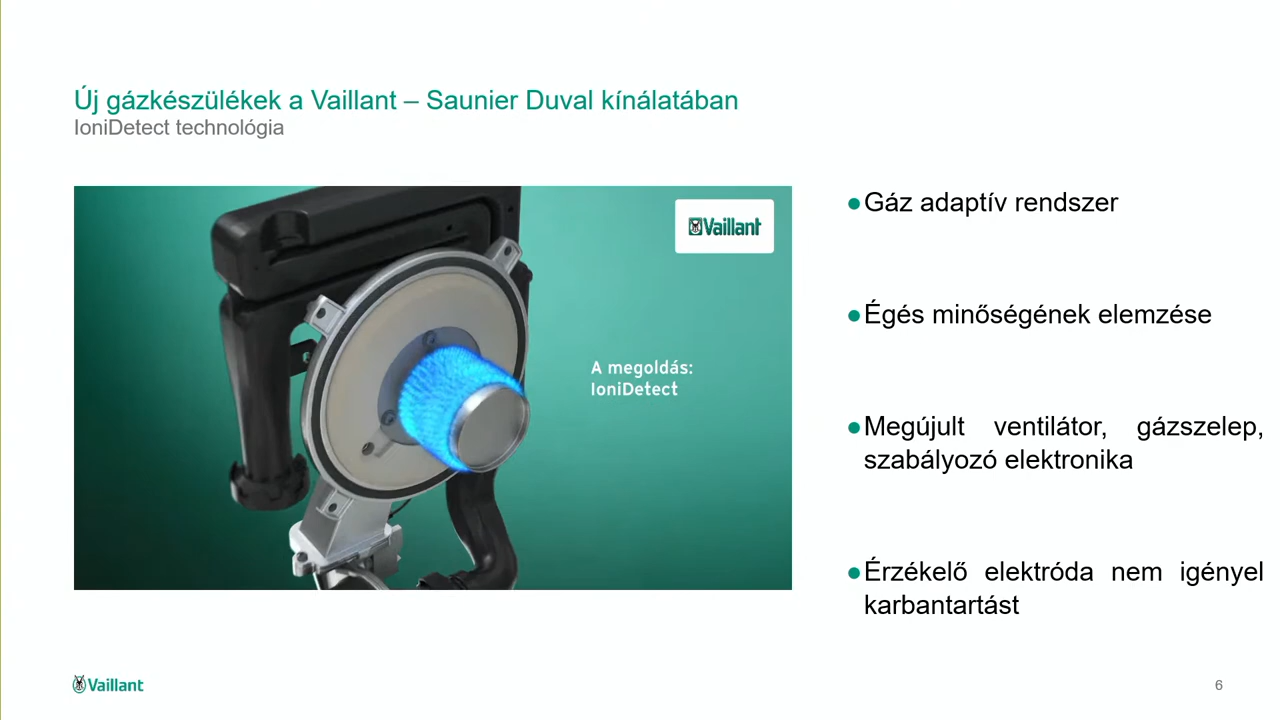 Új gázkészülékek a Vaillant – Saunier Duval kínálatában
IoniDetect technológia
Vaillant
A megoldás:
IoniDetect
Gáz adaptív rendszer
Égés minőségének elemzése
Megújult ventilátor, gázszelep,
szabályozó elektronika
Érzékelő elektróda nem igényel
karbantartást
Vaillant
6